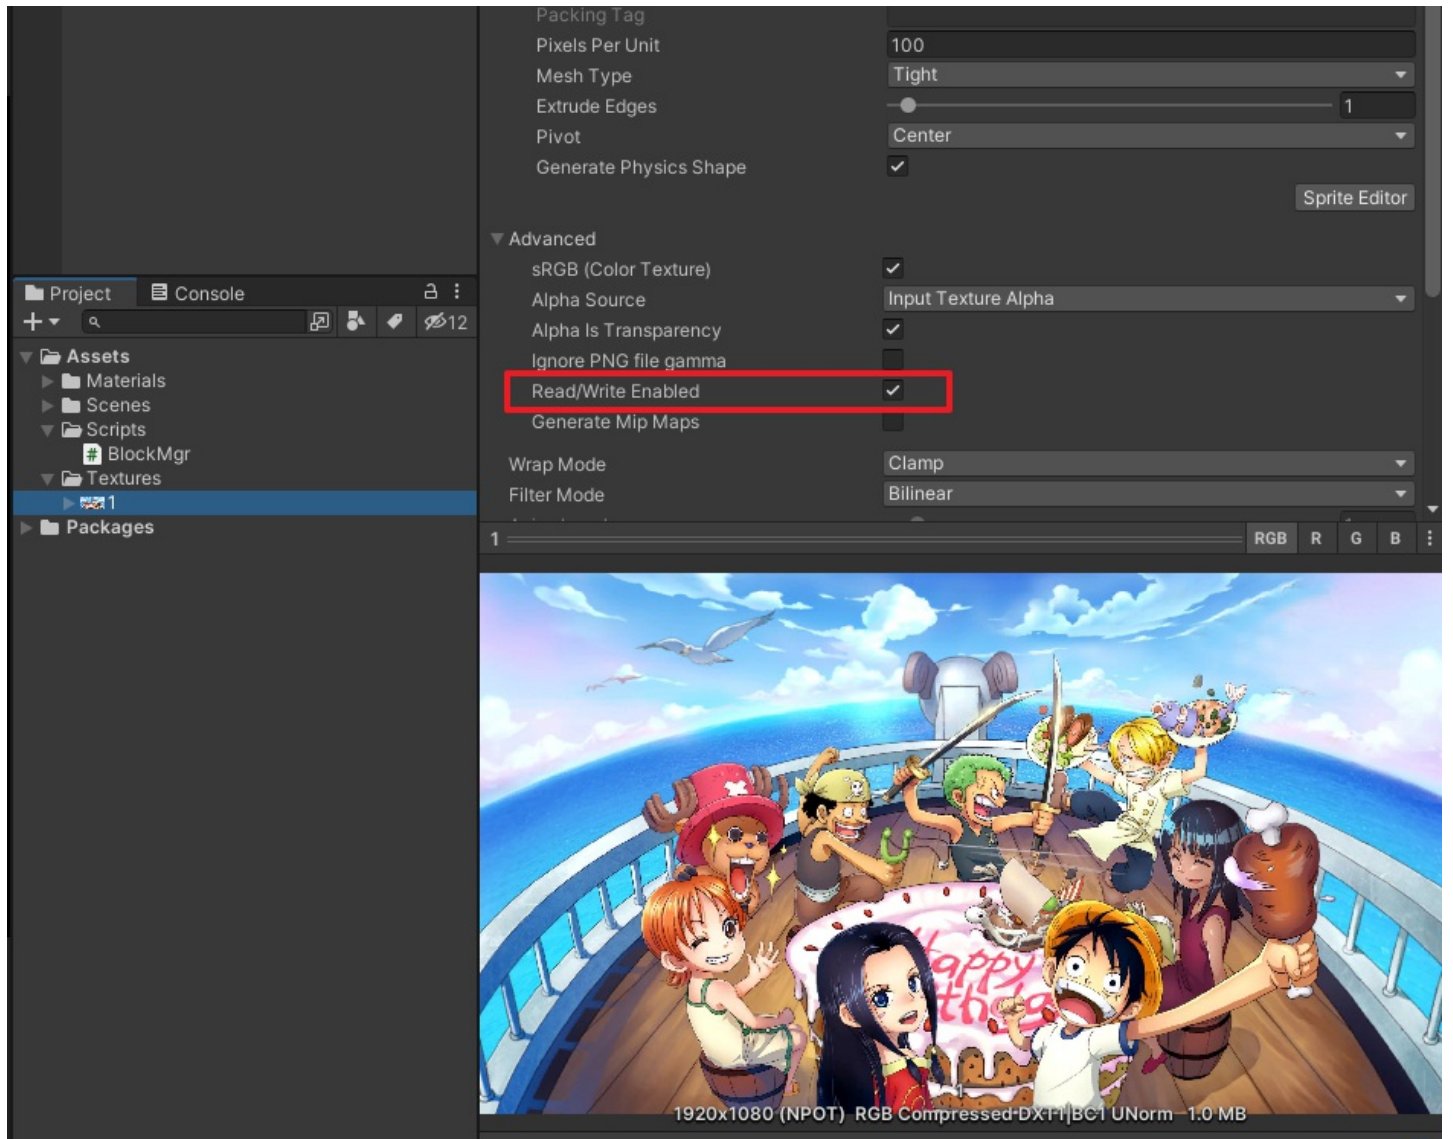 Packing Tag
Pixels Per Unit 100
Mesh Type Tight
Extrude Edges 1
Pivot Center
Generate Physics Shape
Sprite Editor
Advanced
sRGB (Color Texture)
Alpha Source Input Texture Alpha
Alpha Is Transparency
Ignore PNG file gamma
Read/Write Enabled
Generate Mip Maps
Wrap Mode Clamp
Filter Mode Bilinear
Project Console
12
Assets
Materials
Scenes
Scripts
# BlockMgr
Textures
1
Packages
1 RGB R G B
Happy
1
1920x1080 (NPOT) RGB Compressed DXT1|BC1 UNorm 1.0 MB